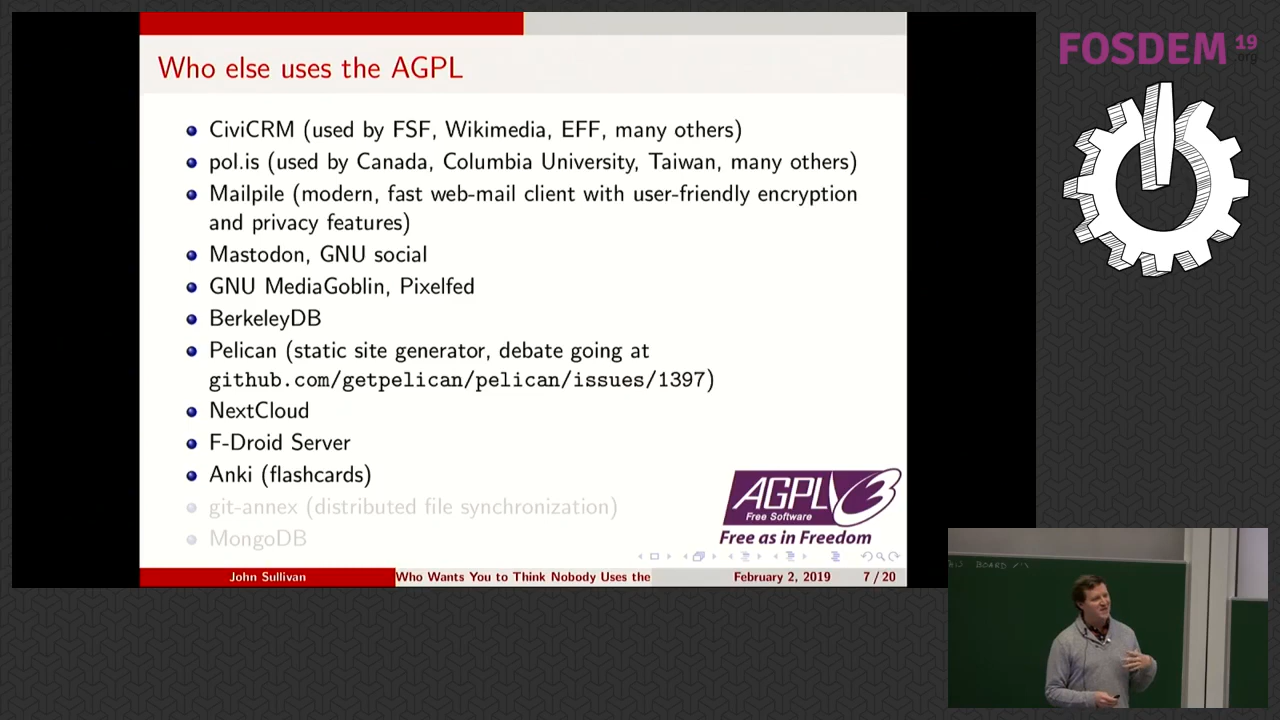 FOSDEM 19
.org
Who else uses the AGPL
CiviCRM (used by FSF, Wikimedia, EFF, many others)
pol.is (used by Canada, Columbia University, Taiwan, many others)
Mailpile (modern, fast web-mail client with user-friendly encryption
and privacy features)
Mastodon, GNU social
GNU MediaGoblin, Pixelfed
BerkeleyDB
Pelican (static site generator, debate going at
github.com/getpelican/pelican/issues/1397)
NextCloud
F-Droid Server
Anki (flashcards)
git-annex (distributed file synchronization)
MongoDB
AGPLv3
Free Software
Free as in Freedom
John Sullivan
Who Wants You to Think Nobody Uses the
February 2, 2019
7 / 20
BOARD